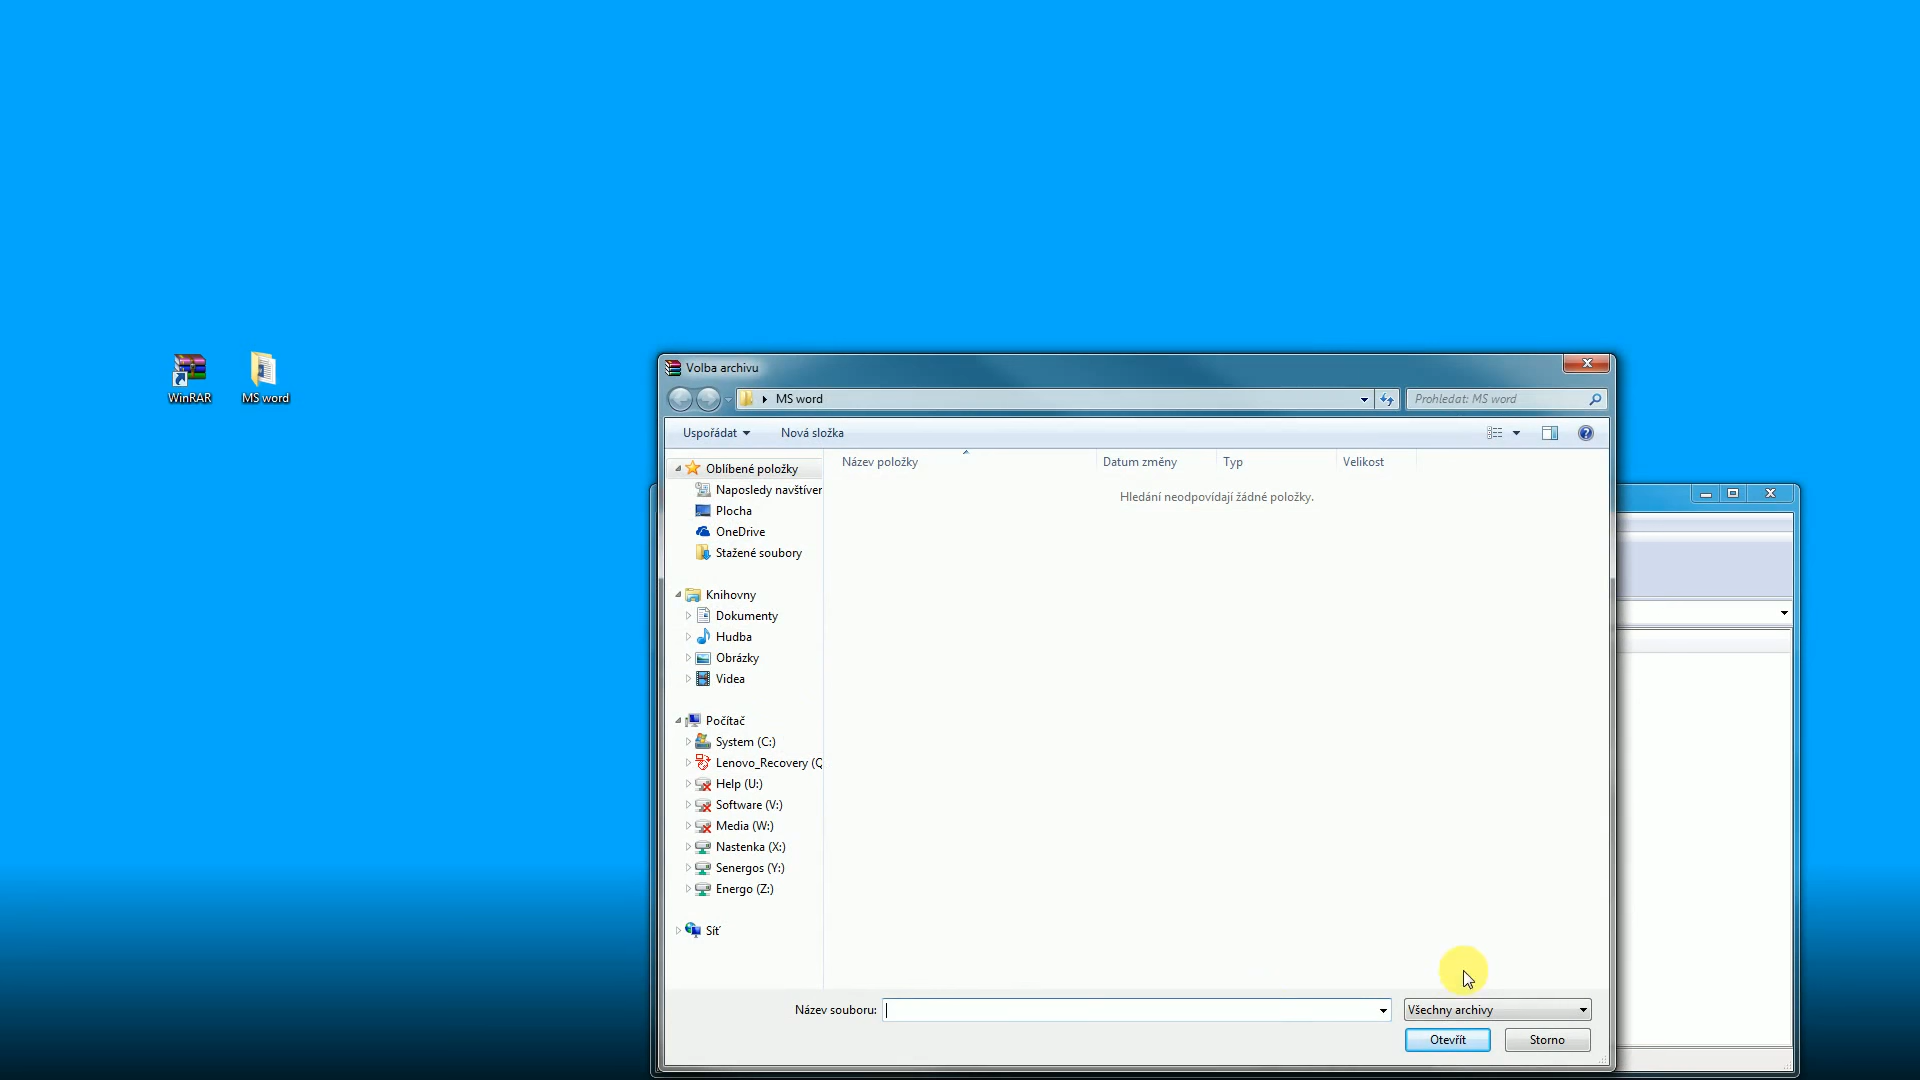 WinRAR
MS word
Volba archivu
MS word
Prohledat: MS word
Uspořádat
Nová složka
Název položky
Datum změny
Typ
Velikost
Hledání neodpovídají žádné položky.
Oblíbené položky
Naposledy navštíver
Plocha
OneDrive
Stažené soubory
Knihovny
Dokumenty
Hudba
Obrázky
Videa
Počítač
System (C:)
Lenovo_Recovery (Q
Help (U:)
Software (V:)
Media (W:)
Nastenka (X:)
Senergos (Y:)
Energo (Z:)
Síť
Název souboru:
Všechny archivy
Otevřít
Storno